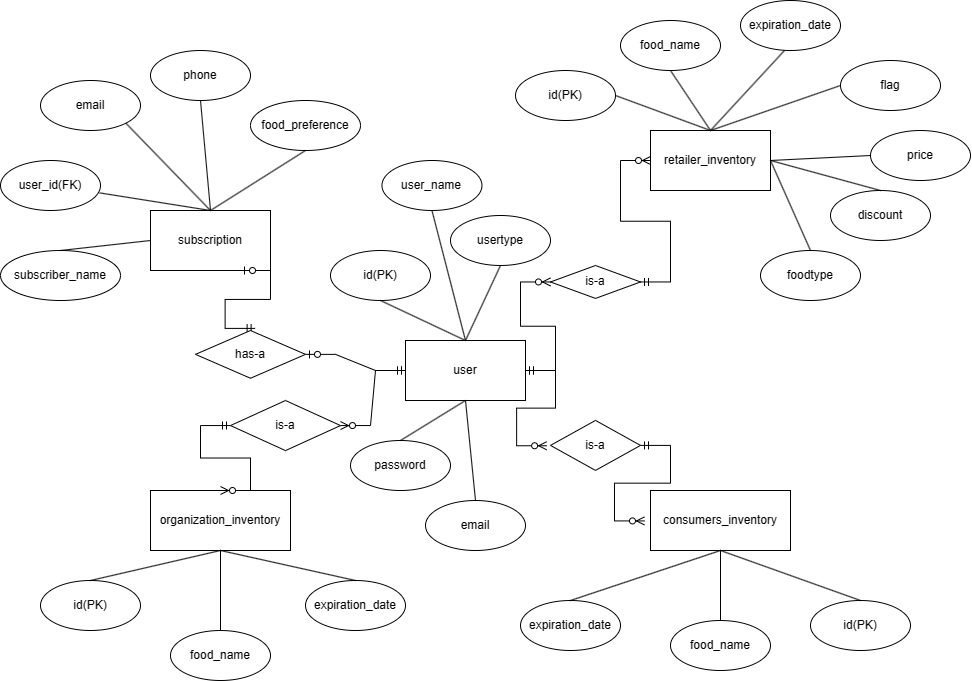 expiration_date
food_name
phone
flag
email
id(PK)
food_preference
price
retailer_inventory
user_id(FK)
user_name
discount
subscription
usertype
subscriber_name
id(PK)
foodtype
is-a
has-a
user
is-a
is-a
password
organization_inventory
consumers_inventory
email
id(PK)
expiration_date
expiration_date
id(PK)
food_name
food_name